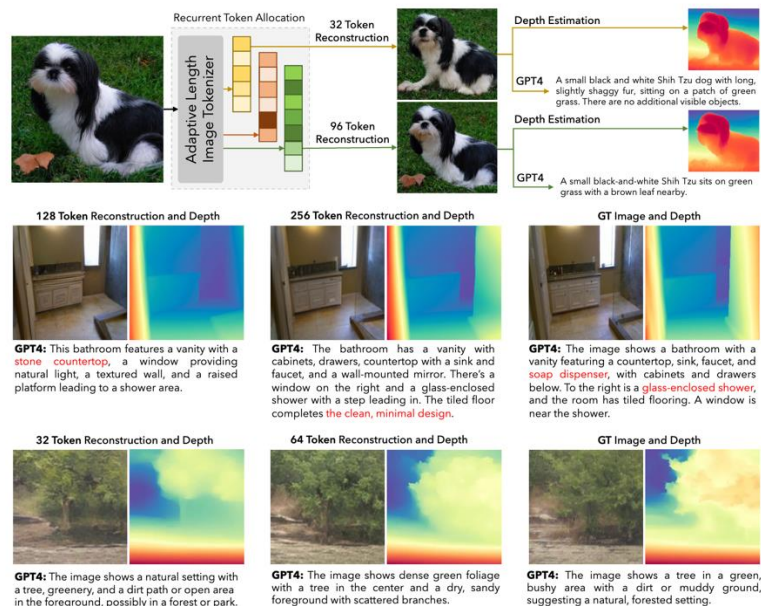 Recurrent Token Allocation
Adaptive Length
Image Tokenizer
32 Token
Reconstruction
96 Token
Reconstruction
Depth Estimation
GPT4
A small black and white Shih Tzu dog with long,
slightly shaggy fur, sitting on a patch of green
grass. There are no additional visible objects.
Depth Estimation
GPT4
A small black-and-white Shih Tzu sits on green
grass with a brown leaf nearby.
128 Token Reconstruction and Depth
GPT4: This bathroom features a vanity with a
stone countertop, a window providing
natural light, a textured wall, and a raised
platform leading to a shower area.
256 Token Reconstruction and Depth
GPT4: The bathroom has a vanity with
cabinets, drawers, countertop with a sink and
faucet, and a wall-mounted mirror. There's a
window on the right and a glass-enclosed
shower with a step leading in. The tiled floor
completes the clean, minimal design.
GT Image and Depth
GPT4: The image shows a bathroom with a
vanity featuring a countertop, sink, faucet, and
soap dispenser, with cabinets and drawers
below. To the right is a glass-enclosed shower,
and the room has tiled flooring. A window is
near the shower.
32 Token Reconstruction and Depth
GPT4: The image shows a natural setting with
a tree, greenery, and a dirt path or open area
in the foreground, possibly in a forest or park.
64 Token Reconstruction and Depth
GPT4: The image shows dense green foliage
with a tree in the center and a dry, sandy
foreground with scattered branches.
GT Image and Depth
GPT4: The image shows a tree in a green,
bushy area with a dirt or muddy ground,
suggesting a natural, forested setting.